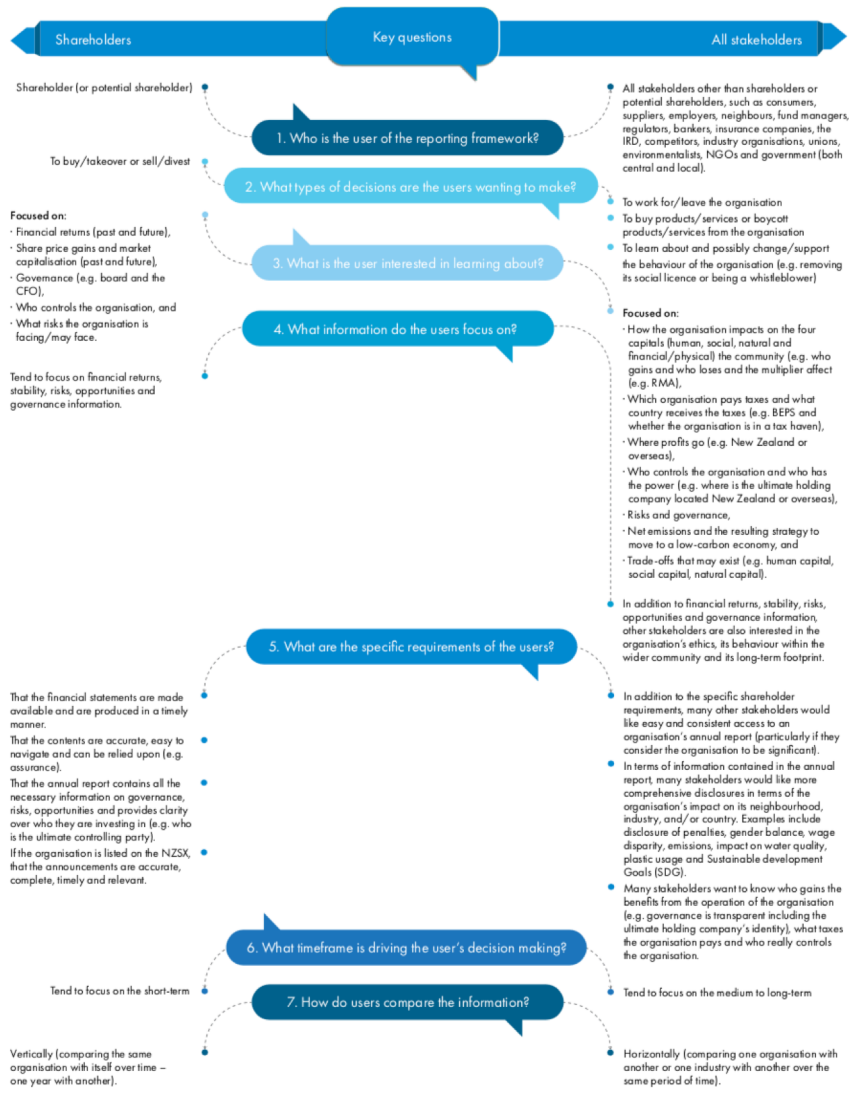 Shareholders
Key questions
All stakeholders
Shareholder (or potential shareholder)
1. Who is the user of the reporting framework?
All stakeholders other than shareholders or
potential shareholders, such as consumers,
suppliers, employers, neighbours, fund managers,
regulators, bankers, insurance companies, the
IRD, competitors, industry organisations, unions,
environmentalists, NGOs and government (both
central and local).
To buy/takeover or sell/divest
2. What types of decisions are the users wanting to make?
To work for/leave the organisation
To buy products/services or boycott
products/services from the organisation
To learn about and possibly change/support
the behaviour of the organisation (e.g. removing
its social licence or being a whistleblower)
Focused on:
· Financial returns (past and future),
· Share price gains and market
capitalisation (past and future),
· Governance (e.g. board and the
CFO),
· Who controls the organisation, and
· What risks the organisation is
facing/may face.
3. What is the user interested in learning about?
Focused on:
· How the organisation impacts on the four
capitals (human, social, natural and
financial/physical) the community (e.g. who
gains and who loses and the multiplier affect
(e.g. RMA),
· Which organisation pays taxes and what
country receives the taxes (e.g. BEPS and
whether the organisation is in a tax haven),
· Where profits go (e.g. New Zealand or
overseas),
· Who controls the organisation and who has
the power (e.g. where is the ultimate holding
company located New Zealand or overseas),
· Risks and governance,
· Net emissions and the resulting strategy to
move to a low-carbon economy, and
· Trade-offs that may exist (e.g. human capital,
social capital, natural capital).
4. What information do the users focus on?
Tend to focus on financial returns,
stability, risks, opportunities and
governance information.
In addition to financial returns, stability, risks,
opportunities and governance information,
other stakeholders are also interested in the
organisation's ethics, its behaviour within the
wider community and its long-term footprint.
5. What are the specific requirements of the users?
That the financial statements are made
available and are produced in a timely
manner.
That the contents are accurate, easy to
navigate and can be relied upon (e.g.
assurance).
That the annual report contains all the
necessary information on governance,
risks, opportunities and provides clarity
over who they are investing in (e.g. who
is the ultimate controlling party).
If the organisation is listed on the NZSX,
that the announcements are accurate,
complete, timely and relevant.
In addition to the specific shareholder
requirements, many other stakeholders would
like easy and consistent access to an
organisation's annual report (particularly if they
consider the organisation to be significant).
In terms of information contained in the annual
report, many stakeholders would like more
comprehensive disclosures in terms of the
organisation's impact on its neighbourhood,
industry, and/or country. Examples include
disclosure of penalties, gender balance, wage
disparity, emissions, impact on water quality,
plastic usage and Sustainable development
Goals (SDG).
Many stakeholders want to know who gains the
benefits from the operation of the organisation
(e.g. governance is transparent including the
ultimate holding company's identity), what taxes
the organisation pays and who really controls
the organisation.
6. What timeframe is driving the user's decision making?
Tend to focus on the short-term
Tend to focus on the medium to long-term
7. How do users compare the information?
Vertically (comparing the same
organisation with itself over time –
one year with another).
Horizontally (comparing one organisation with
another or one industry with another over the
same period of time).